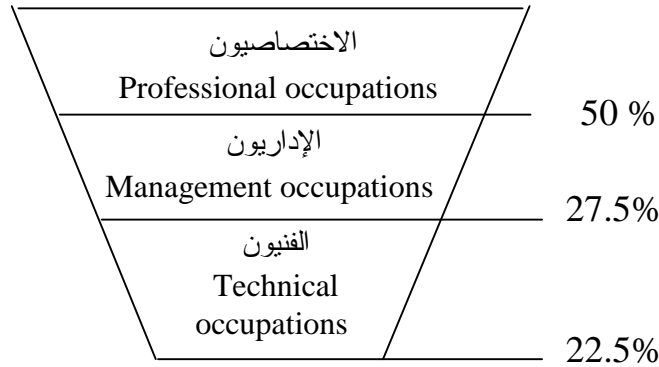 الاختصاصيون
Professional occupations
50 %
الإداريون
Management occupations
27.5%
الفنيون
Technical
occupations
22.5%